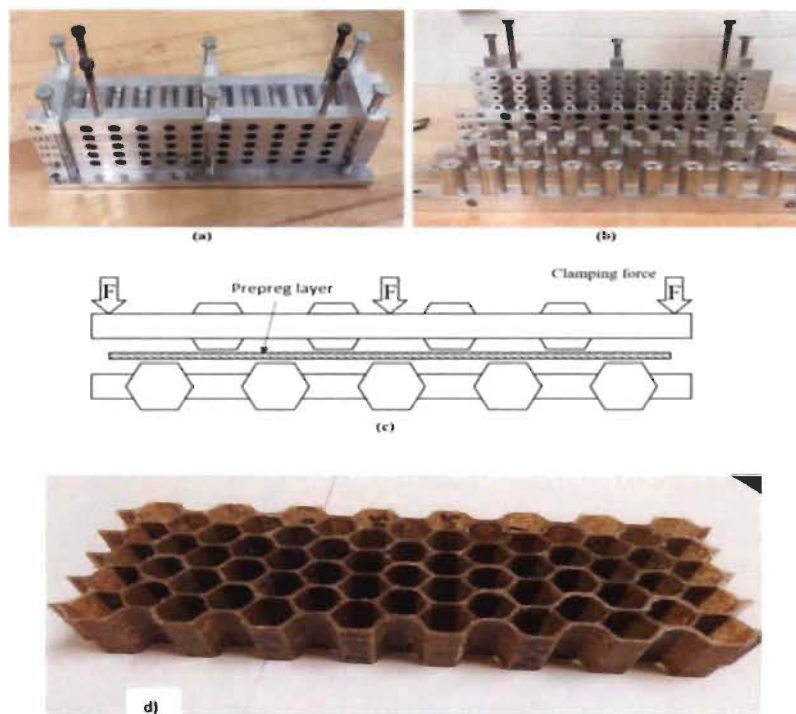 (a)
(b)
F
Prepreg layer
F
Clamping force
F
(c)
d)